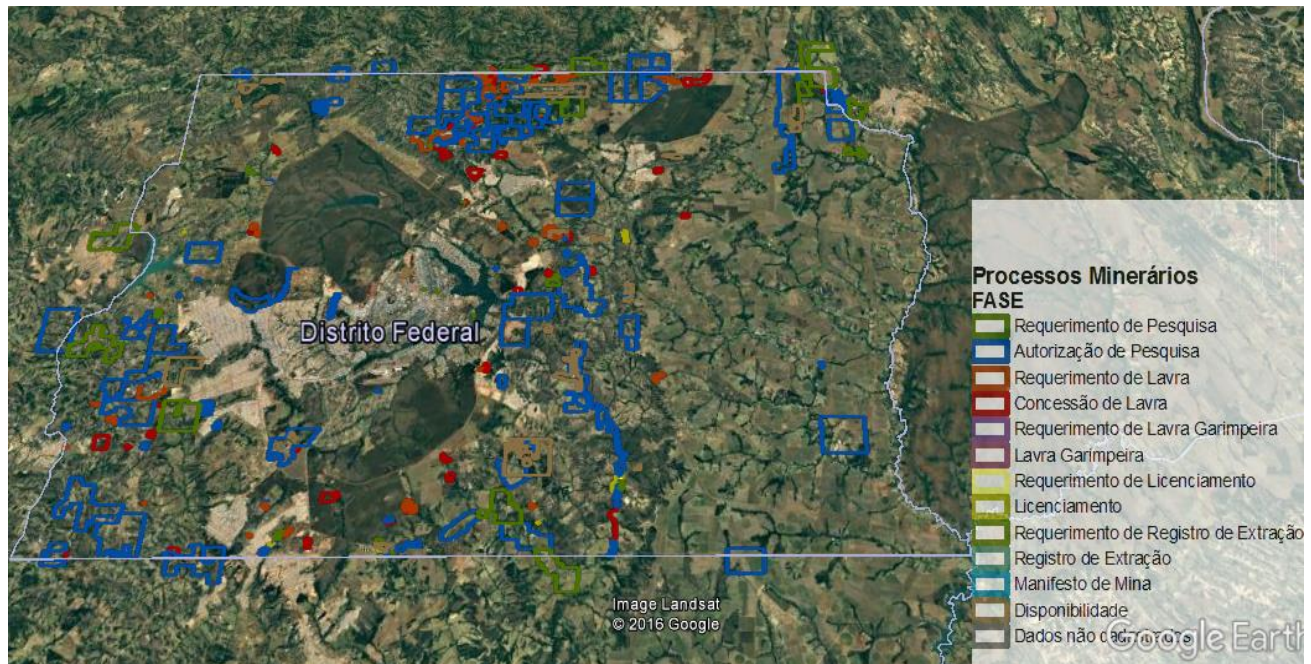 Distrito Federal
Image Landsat
© 2016 Google
Processos Minerários
FASE
Requerimento de Pesquisa
Autorização de Pesquisa
Requerimento de Lavra
Concessão de Lavra
Requerimento de Lavra Garimpeira
Lavra Garimpeira
Requerimento de Licenciamento
Licenciamento
Requerimento de Registro de Extração
Registro de Extração
Manifesto de Mina
Disponibilidade
Dados não cadastrados
Google Earth